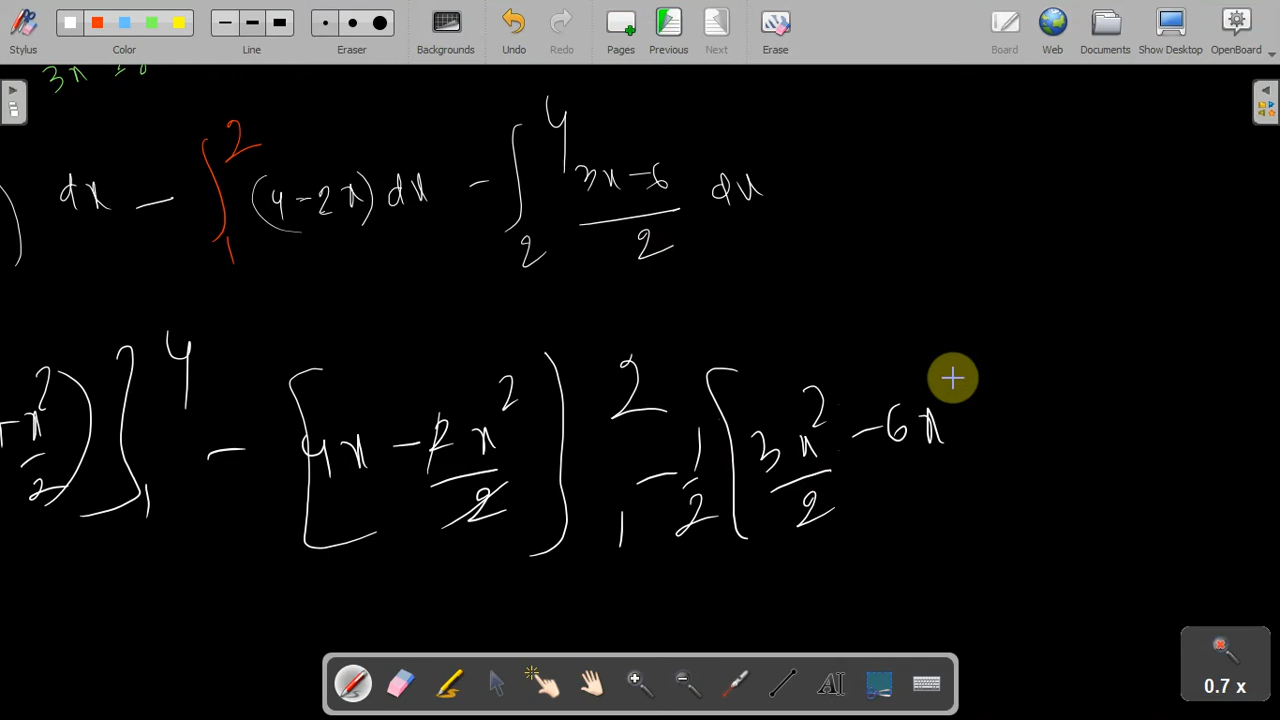 Stylus Color Line Eraser Backgrounds Undo Redo Pages Previous Next Erase Board Web Documents Show Desktop OpenBoard
) dx - ∫₁² (4-2x) dx - ∫₂⁴ (3x-6)/2 dx
+x²/2)]₁⁴ - [4x - 2x²/2]₁² - 1/2 [3x²/2 - 6x
0.7 x